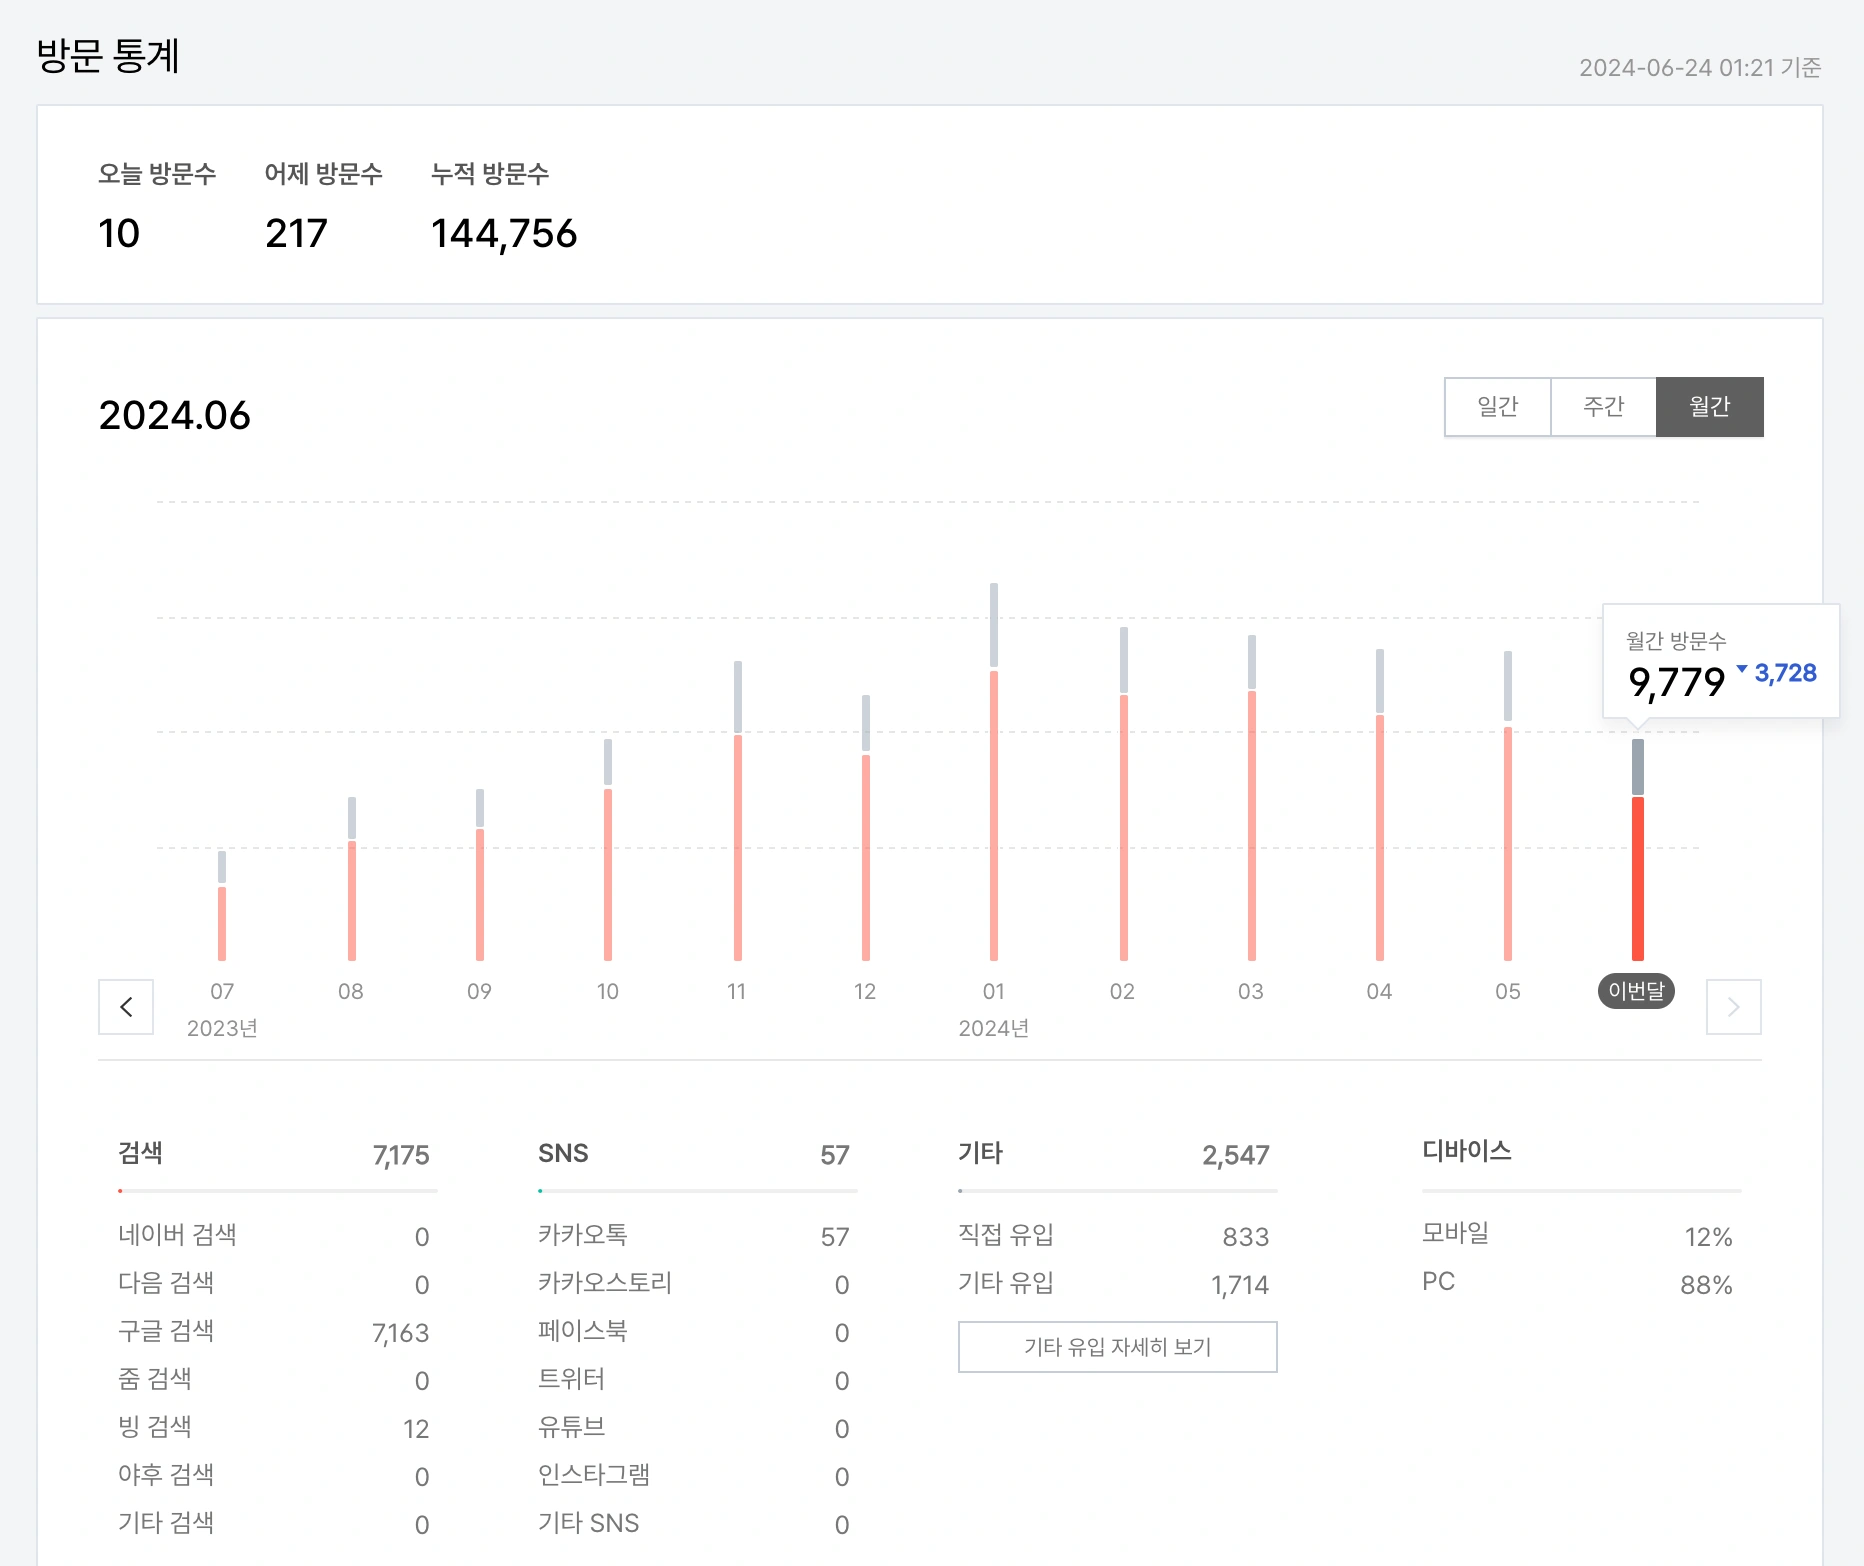 방문 통계
2024-06-24 01:21 기준
오늘 방문수 어제 방문수 누적 방문수
10 217 144,756
2024.06
일간 주간 월간
월간 방문수
9,779 ▼ 3,728
07 08 09 10 11 12 01 02 03 04 05 이번달
2023년 2024년
검색 7,175
네이버 검색 0
다음 검색 0
구글 검색 7,163
줌 검색 0
빙 검색 12
야후 검색 0
기타 검색 0
SNS 57
카카오톡 57
카카오스토리 0
페이스북 0
트위터 0
유튜브 0
인스타그램 0
기타 SNS 0
기타 2,547
직접 유입 833
기타 유입 1,714
기타 유입 자세히 보기
디바이스
모바일 12%
PC 88%